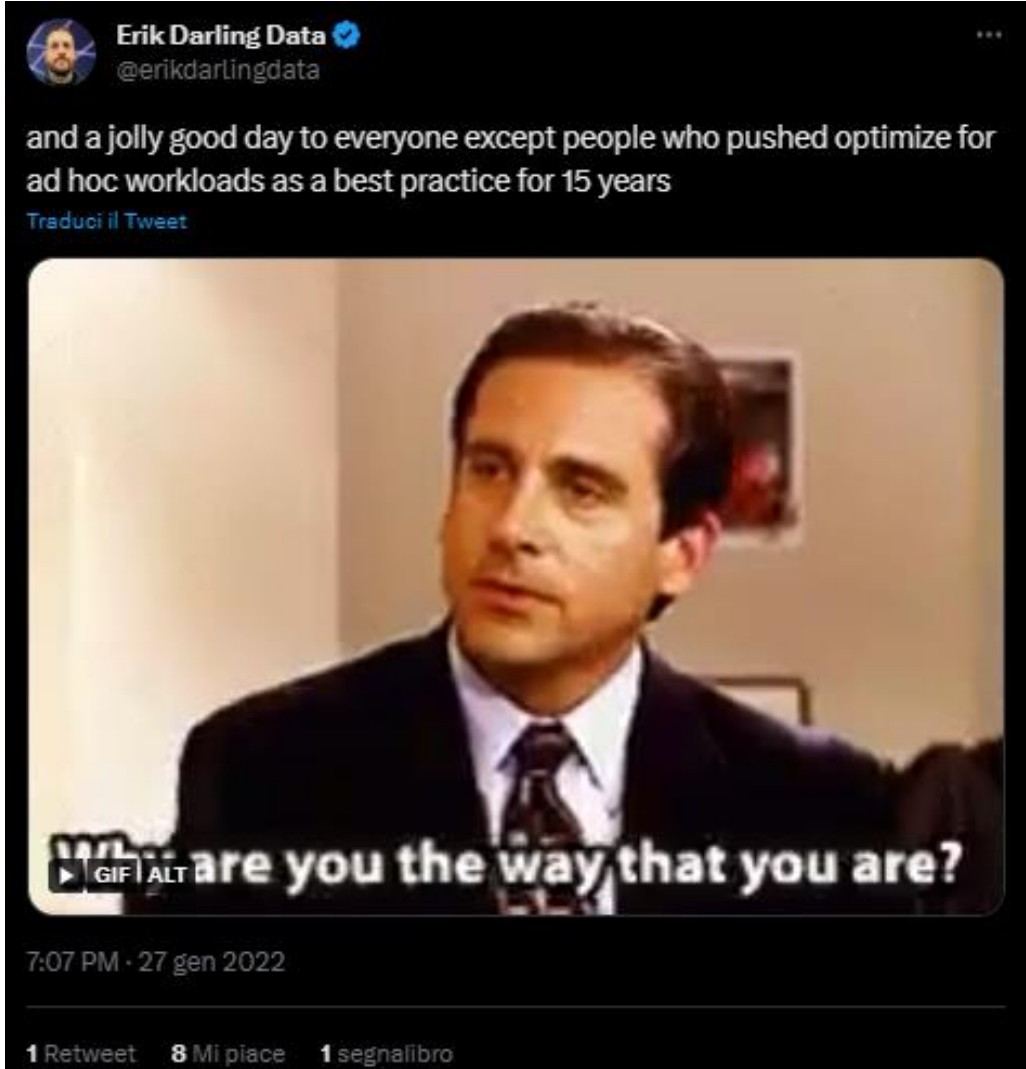 Erik Darling Data
@erikdarlingdata
and a jolly good day to everyone except people who pushed optimize for
ad hoc workloads as a best practice for 15 years
Traduci il Tweet
Why are you the way that you are?
GIF ALT
7:07 PM · 27 gen 2022
1 Retweet 8 Mi piace 1 segnalibro